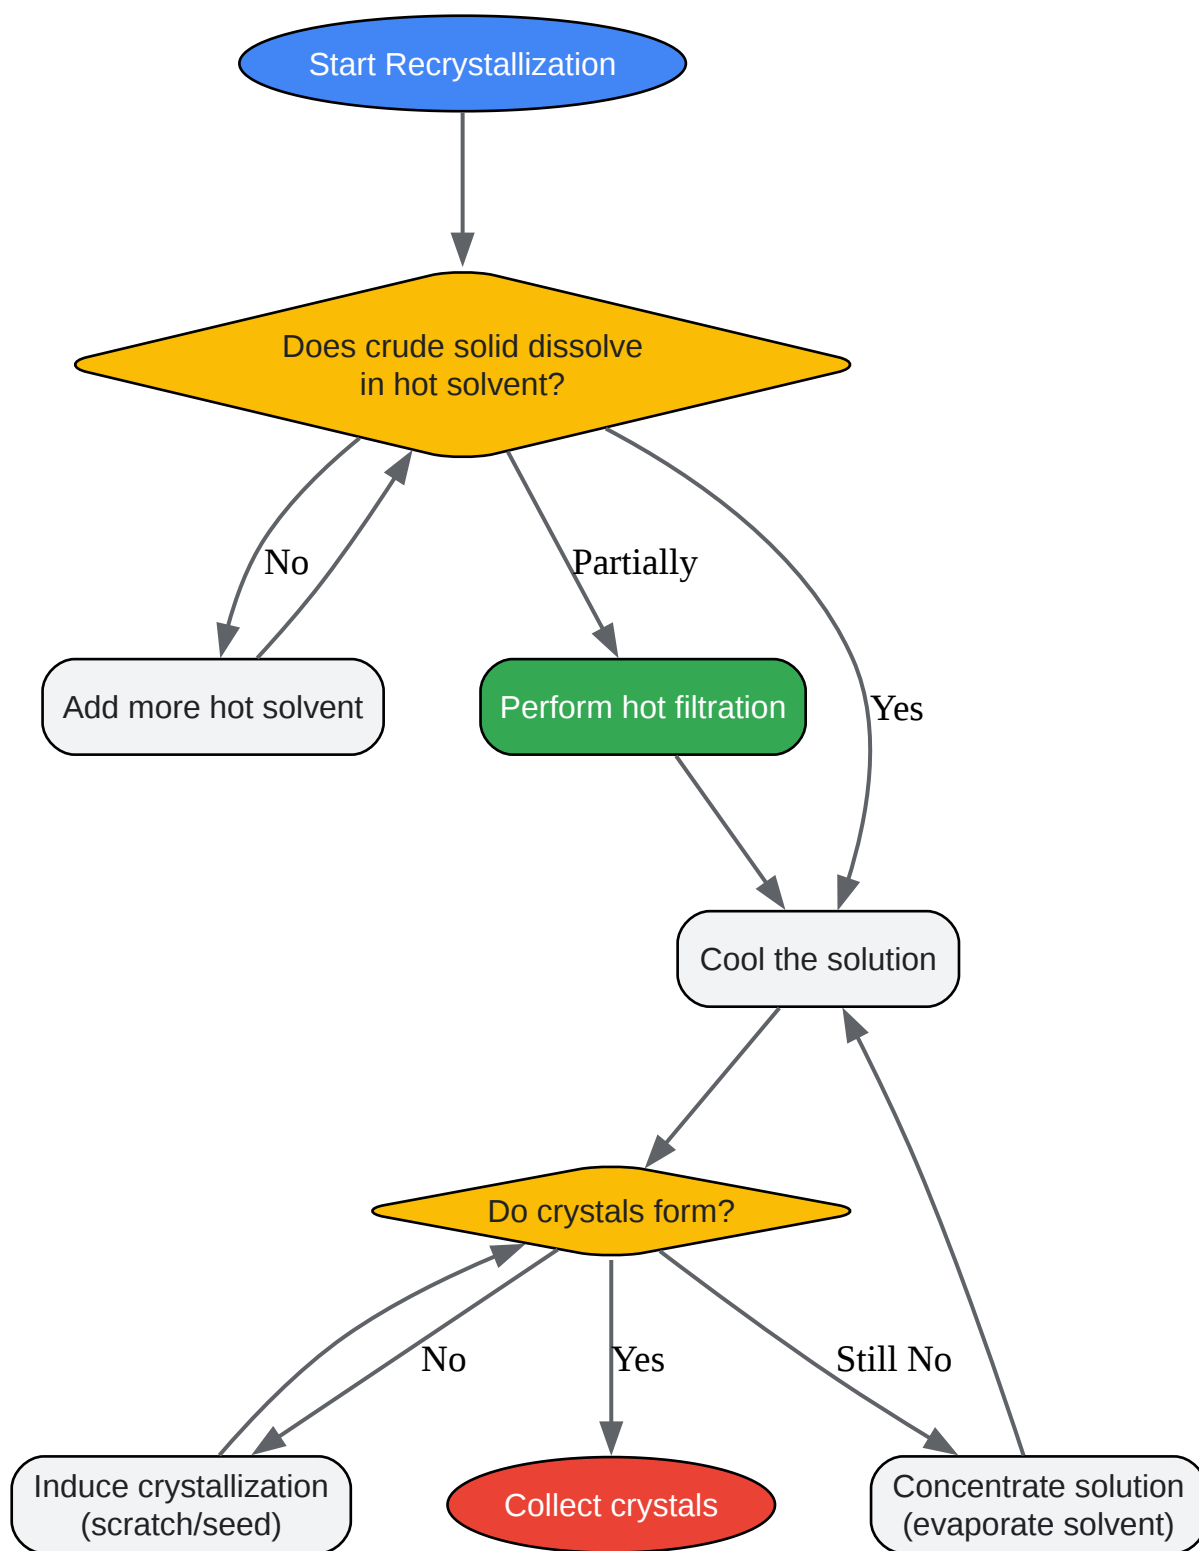 Start Recrystallization
Does crude solid dissolve
in hot solvent?
No
Partially
Add more hot solvent
Perform hot filtration
Yes
Cool the solution
Do crystals form?
No
Yes
Still No
Induce crystallization
(scratch/seed)
Collect crystals
Concentrate solution
(evaporate solvent)